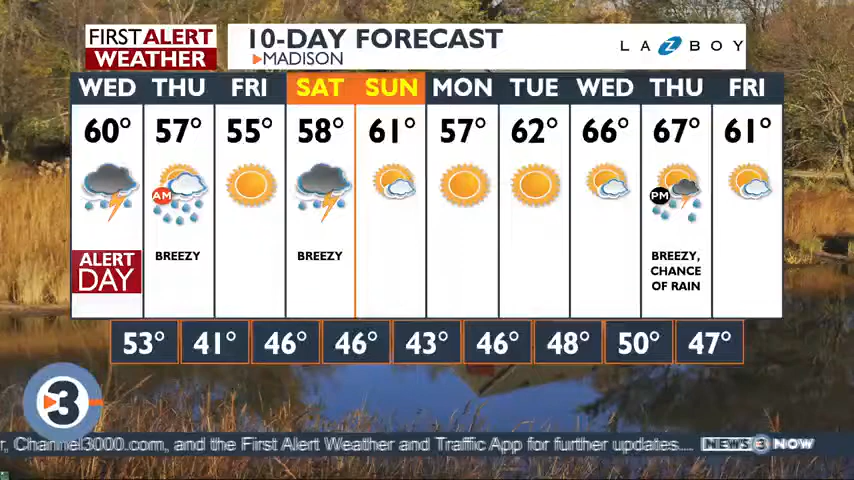 FIRST ALERT
WEATHER
10-DAY FORECAST
MADISON
LA Z BOY
WED THU FRI SAT SUN MON TUE WED THU FRI
60° 57° 55° 58° 61° 57° 62° 66° 67° 61°
AM PM
ALERT
DAY
BREEZY BREEZY BREEZY,
CHANCE
OF RAIN
53° 41° 46° 46° 43° 46° 48° 50° 47°
3
r, Channel3000.com, and the First Alert Weather and Traffic App for further updates.... NEWS 3 NOW